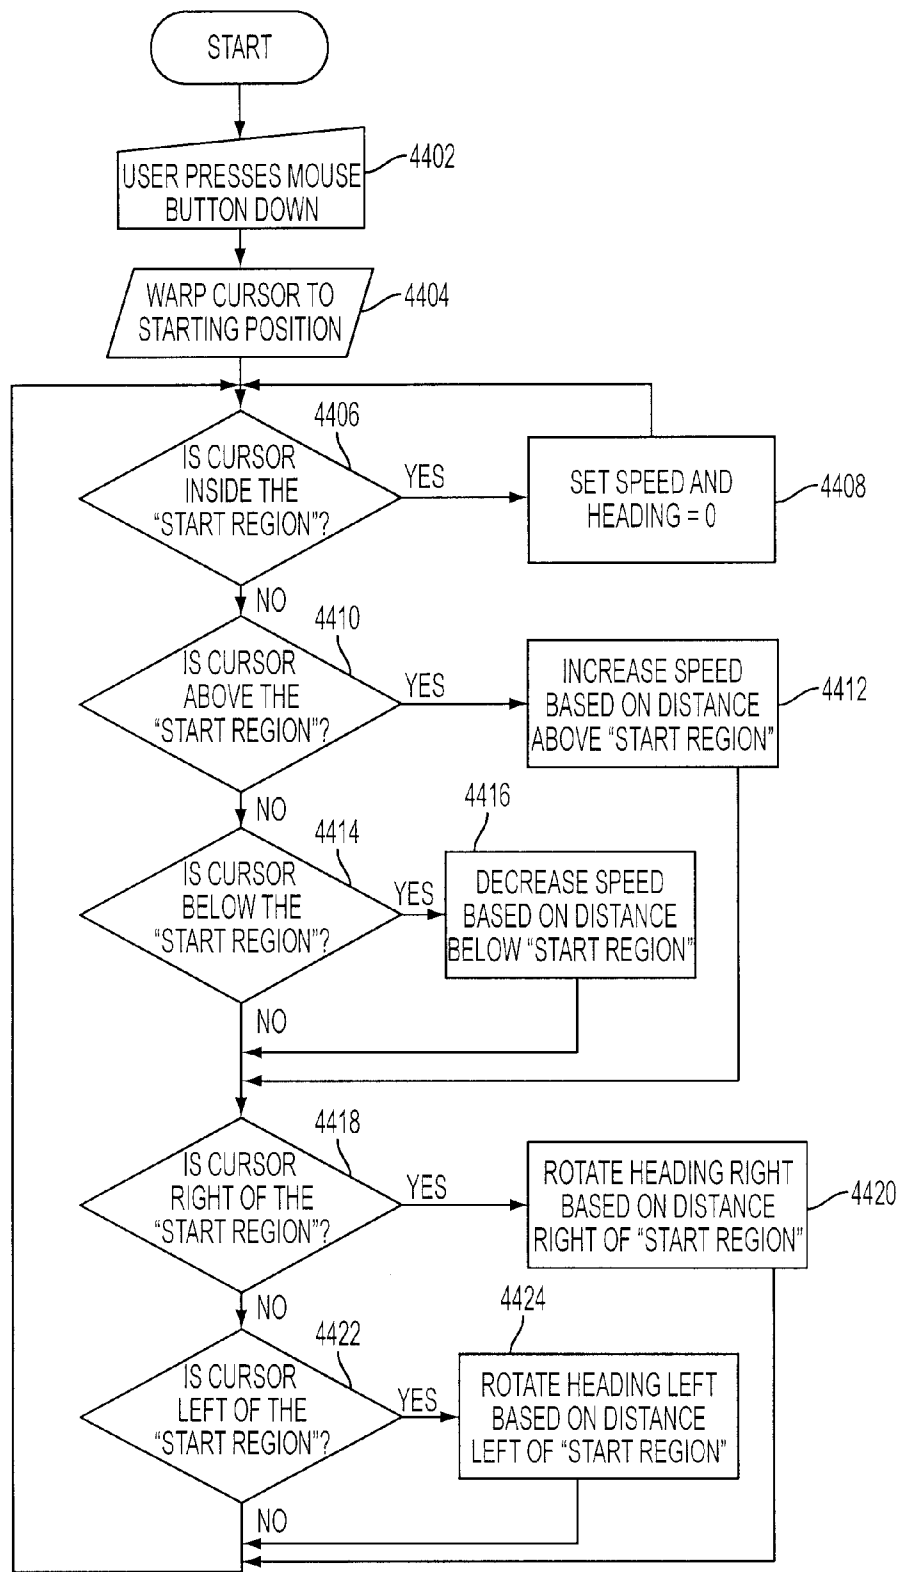 START
USER PRESSES MOUSE
BUTTON DOWN
4402
WARP CURSOR TO
STARTING POSITION
4404
IS CURSOR
INSIDE THE
"START REGION"?
4406
YES
SET SPEED AND
HEADING = 0
4408
NO
IS CURSOR
ABOVE THE
"START REGION"?
4410
YES
INCREASE SPEED
BASED ON DISTANCE
ABOVE "START REGION"
4412
NO
IS CURSOR
BELOW THE
"START REGION"?
4414
YES
4416
DECREASE SPEED
BASED ON DISTANCE
BELOW "START REGION"
NO
IS CURSOR
RIGHT OF THE
"START REGION"?
4418
YES
ROTATE HEADING RIGHT
BASED ON DISTANCE
RIGHT OF "START REGION"
4420
NO
IS CURSOR
LEFT OF THE
"START REGION"?
4422
YES
4424
ROTATE HEADING LEFT
BASED ON DISTANCE
LEFT OF "START REGION"
NO